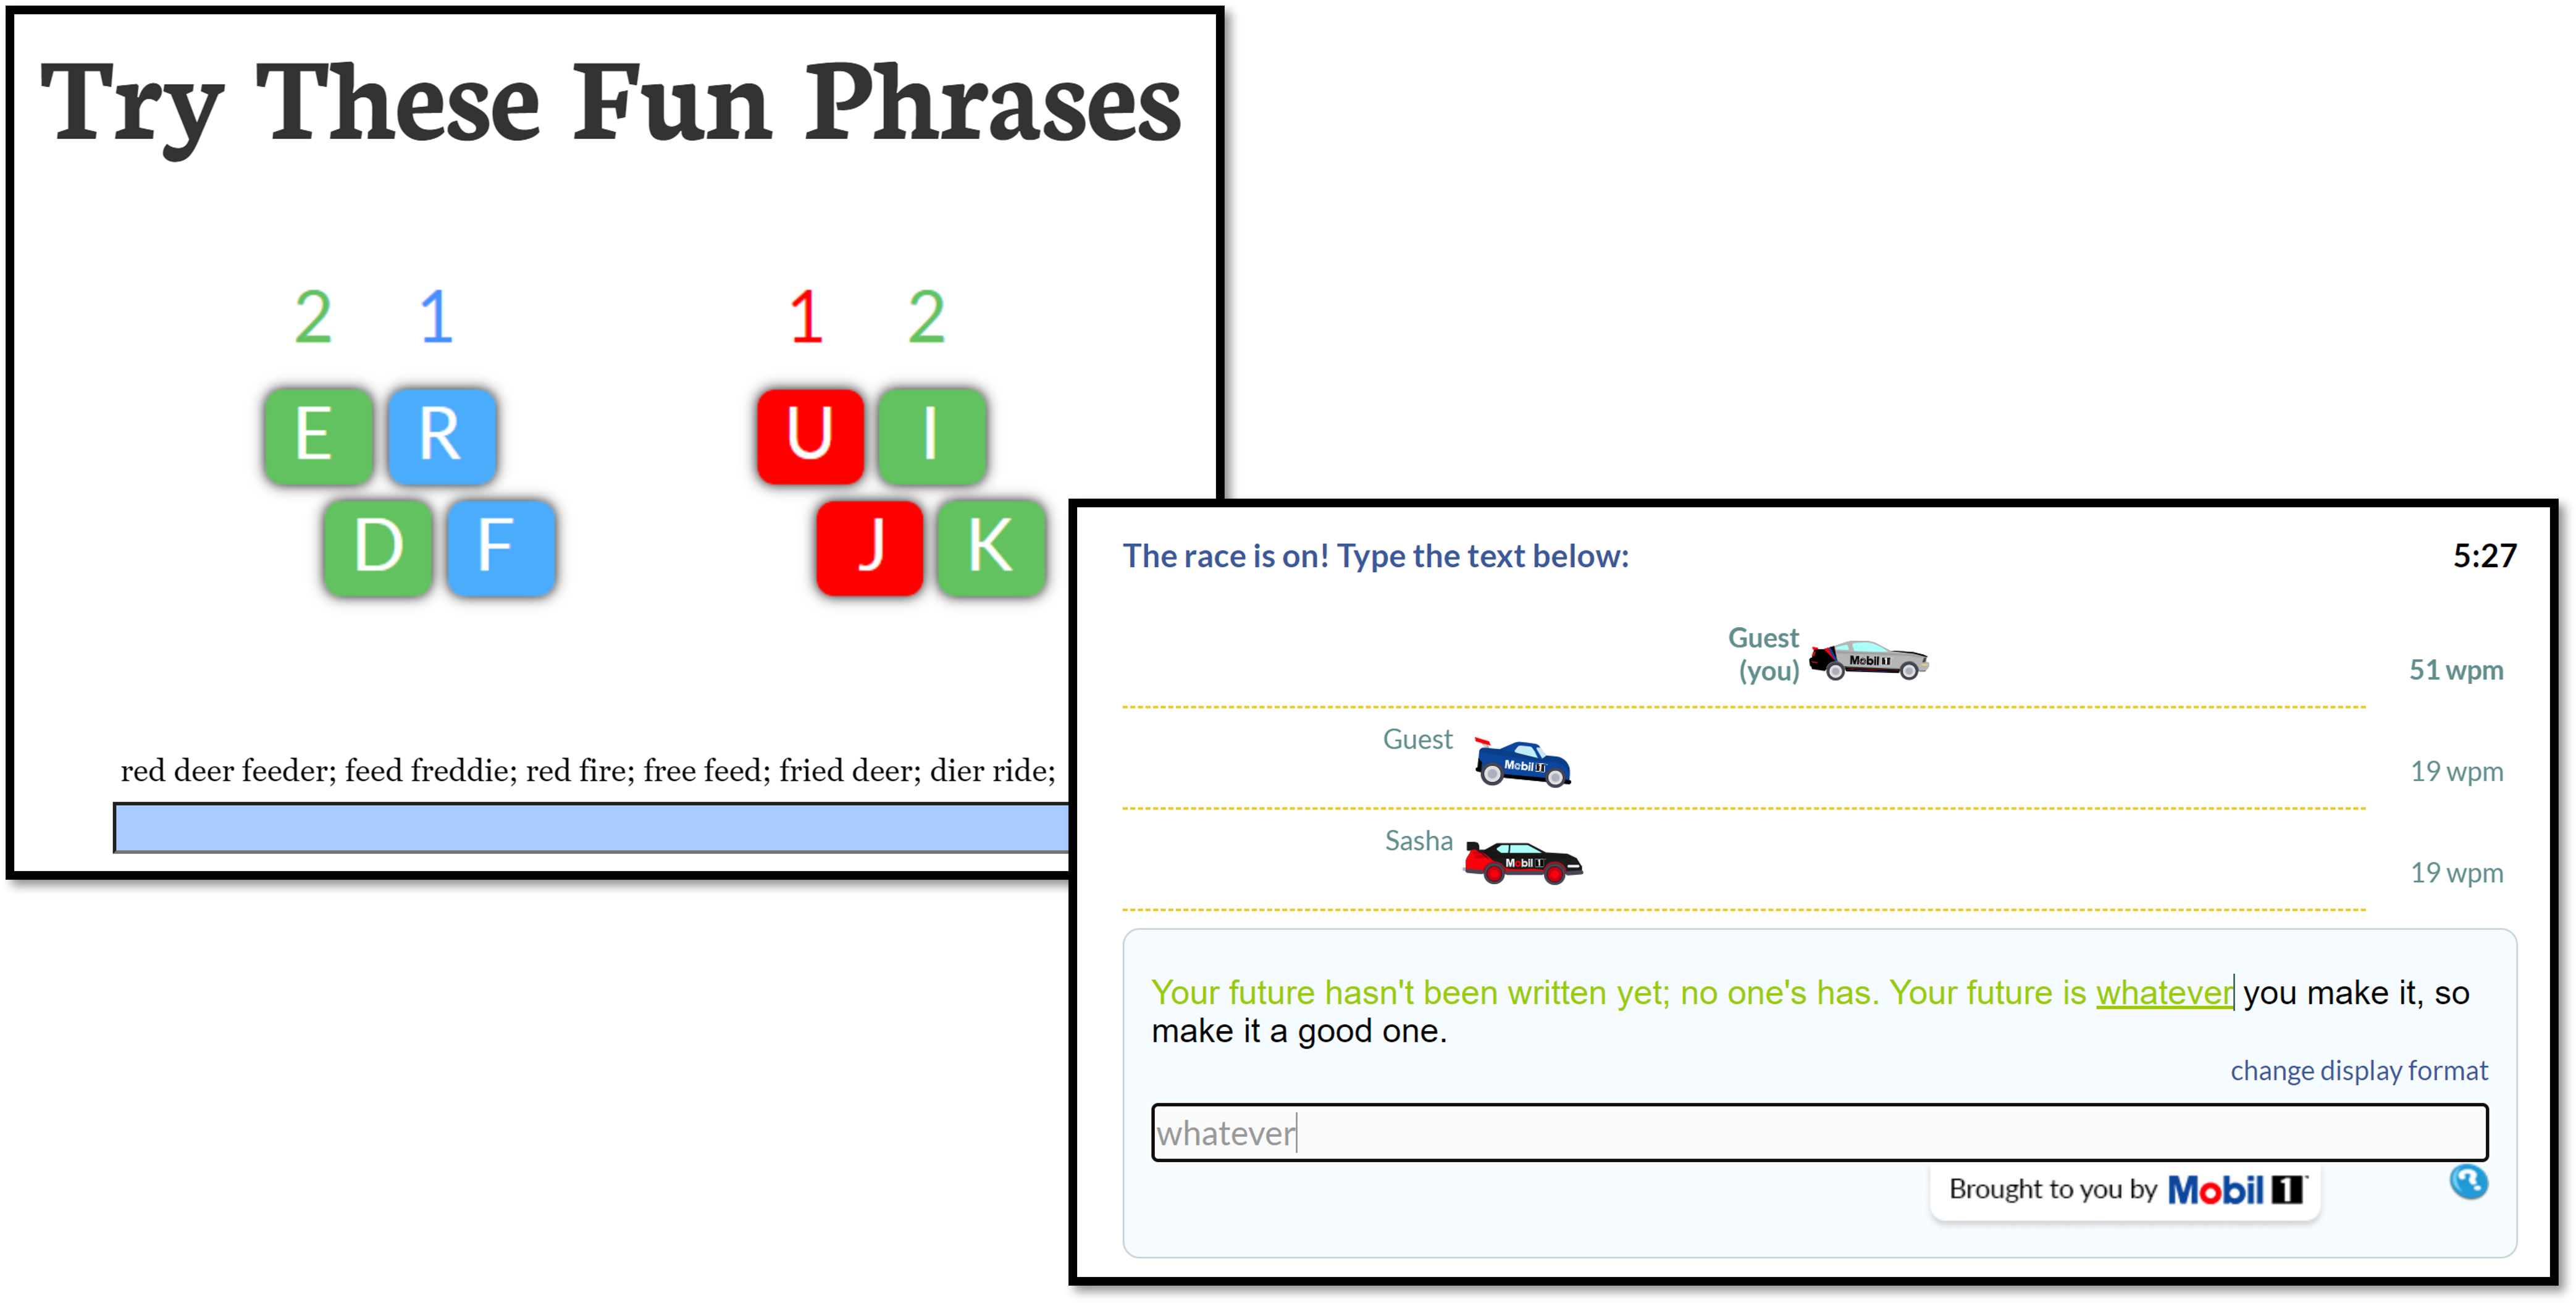 Try These Fun Phrases
2 1 1 2
E R U I
D F J K
red deer feeder; feed freddie; red fire; free feed; fried deer; dier ride;
The race is on! Type the text below:
5:27
Guest
(you)
Mobil 1
51 wpm
Guest
Mobil 1
19 wpm
Sasha
Mobil 1
19 wpm
Your future hasn't been written yet; no one's has. Your future is whatever you make it, so
make it a good one.
change display format
whatever
Brought to you by Mobil 1
?